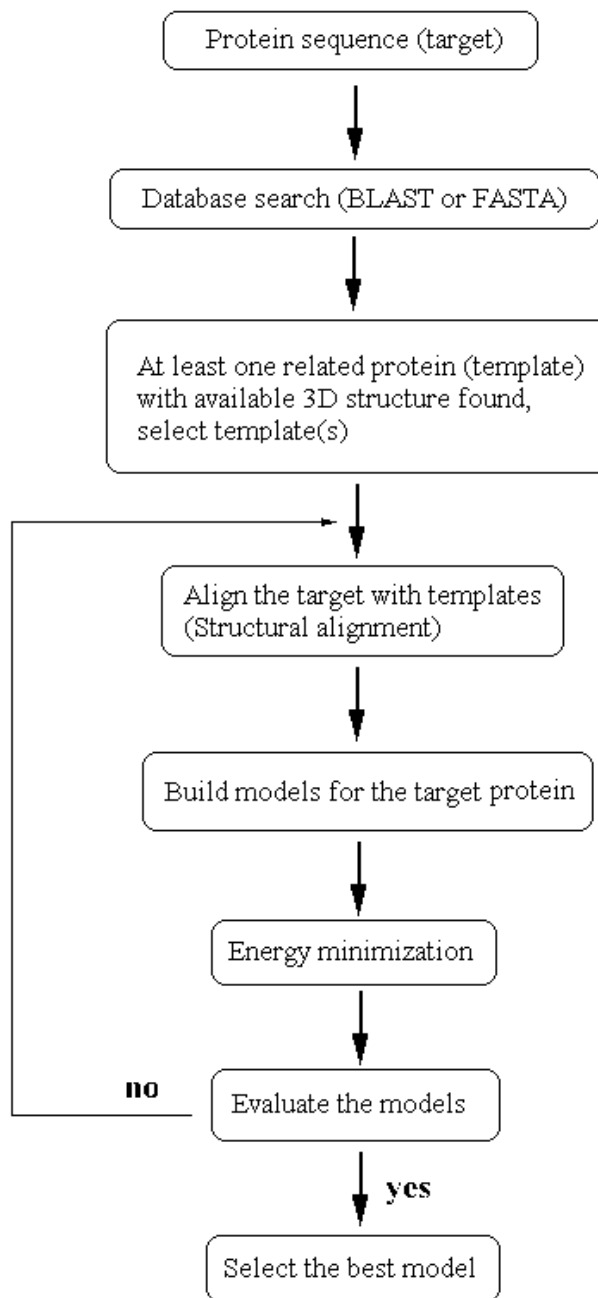 Protein sequence (target)
Database search (BLAST or FASTA)
At least one related protein (template)
with available 3D structure found,
select template(s)
Align the target with templates
(Structural alignment)
Build models for the target protein
Energy minimization
no
Evaluate the models
yes
Select the best model